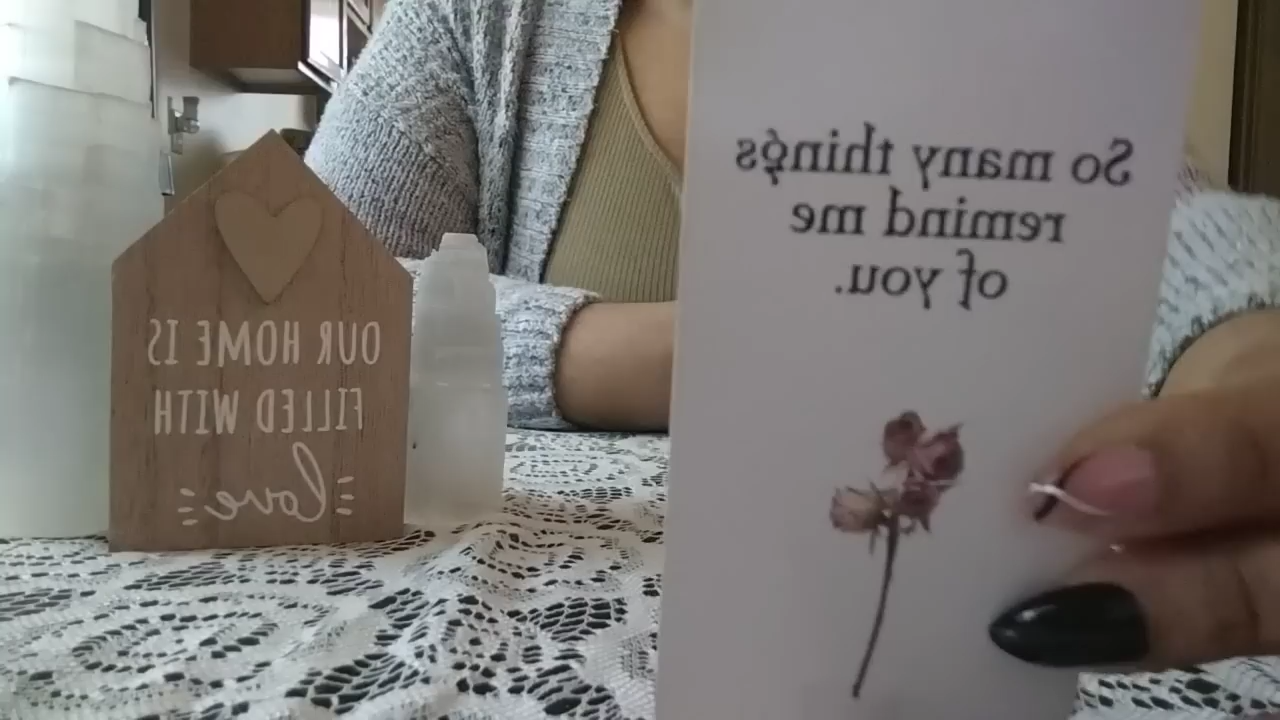 OUR HOME IS
FILLED WITH
love
So many things
remind me
of you.